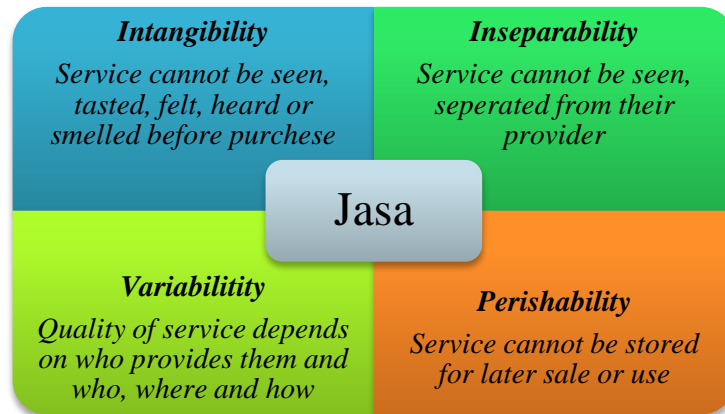 Intangibility
Service cannot be seen,
tasted, felt, heard or
smelled before purchese
Inseparability
Service cannot be seen,
seperated from their
provider
Jasa
Variabilitity
Quality of service depends
on who provides them and
who, where and how
Perishability
Service cannot be stored
for later sale or use